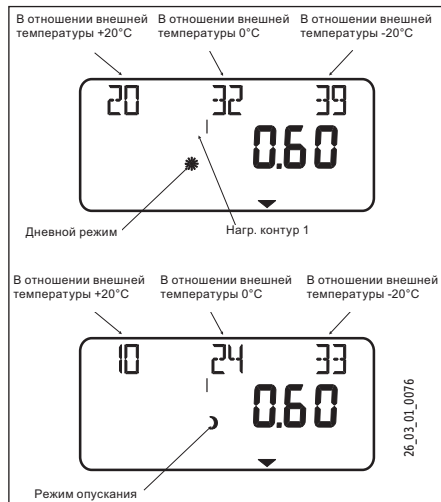 В отношении внешней температуры +20°C
В отношении внешней температуры 0°C
В отношении внешней температуры -20°C
20 32 39
0.60
Дневной режим
Нагр. контур 1
В отношении внешней температуры +20°C
В отношении внешней температуры 0°C
В отношении внешней температуры -20°C
10 24 33
0.60
Режим опускания
26_03_01_0076